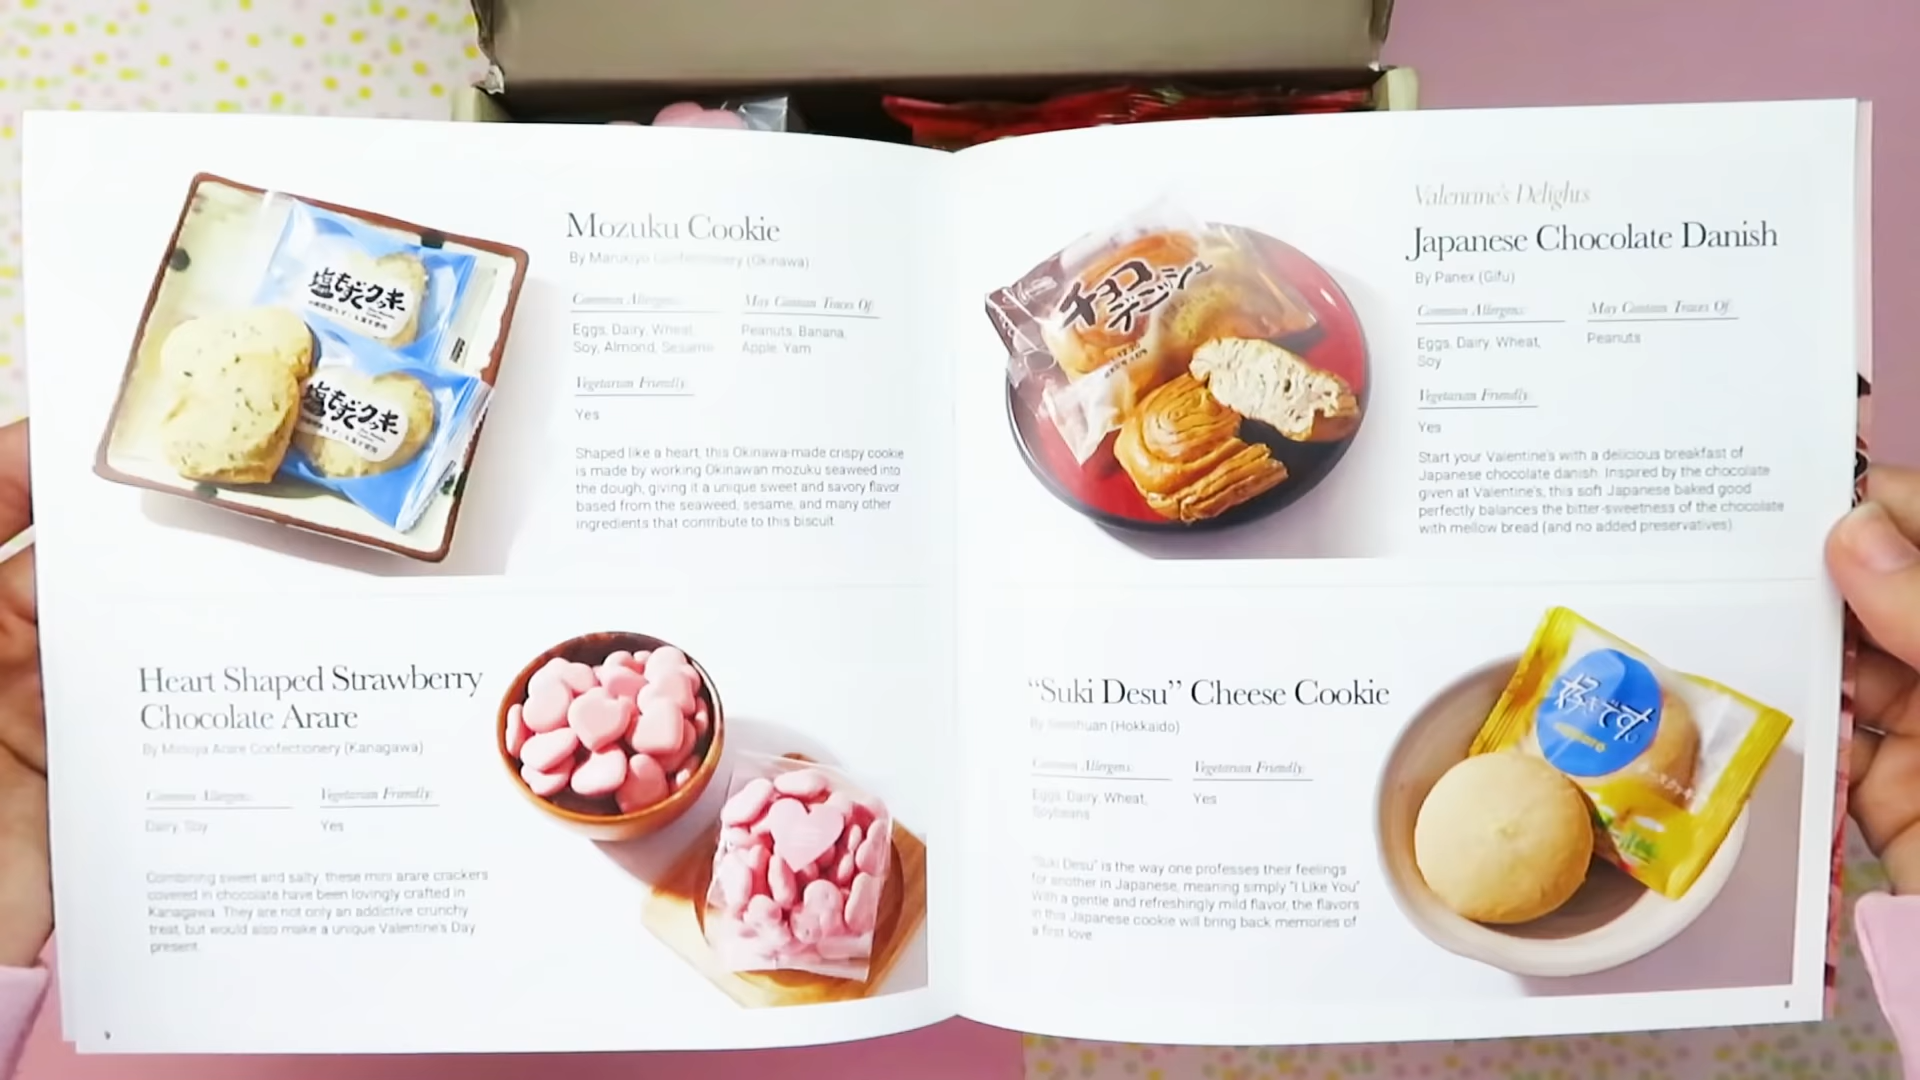 Mozuku Cookie
By Marukiyo Confectionery (Okinawa)
Common Allergens:
Eggs, Dairy, Wheat,
Soy, Almond, Sesame
May Contain Traces Of:
Peanuts, Banana,
Apple, Yam
Vegetarian Friendly:
Yes
Shaped like a heart, this Okinawa-made crispy cookie
is made by working Okinawan mozuku seaweed into
the dough, giving it a unique sweet and savory flavor
based from the seaweed, sesame, and many other
ingredients that contribute to this biscuit.
塩もずくクッキー
塩もずくクッキー
Heart Shaped Strawberry
Chocolate Arare
By Mitsuya Arare Confectionery (Kanagawa)
Common Allergens:
Dairy, Soy
Vegetarian Friendly:
Yes
Combining sweet and salty, these mini arare crackers
covered in chocolate have been lovingly crafted in
Kanagawa. They are not only an addictive crunchy
treat, but would also make a unique Valentine's Day
present.
9
Valentine's Delights
Japanese Chocolate Danish
By Panex (Gifu)
Common Allergens:
Eggs, Dairy, Wheat,
Soy
May Contain Traces Of:
Peanuts
Vegetarian Friendly:
Yes
Start your Valentine's with a delicious breakfast of
Japanese chocolate danish. Inspired by the chocolate
given at Valentine's, this soft Japanese baked good
perfectly balances the bitter-sweetness of the chocolate
with mellow bread (and no added preservatives).
チョコ
デニッシュ
"Suki Desu" Cheese Cookie
By (Hokkaido)
Common Allergens:
Eggs, Dairy, Wheat,
Soybeans
Vegetarian Friendly:
Yes
"Suki Desu" is the way one professes their feelings
for another in Japanese, meaning simply "I Like You"
With a gentle and refreshingly mild flavor, the flavors
in this Japanese cookie will bring back memories of
a first love.
好きです。
8